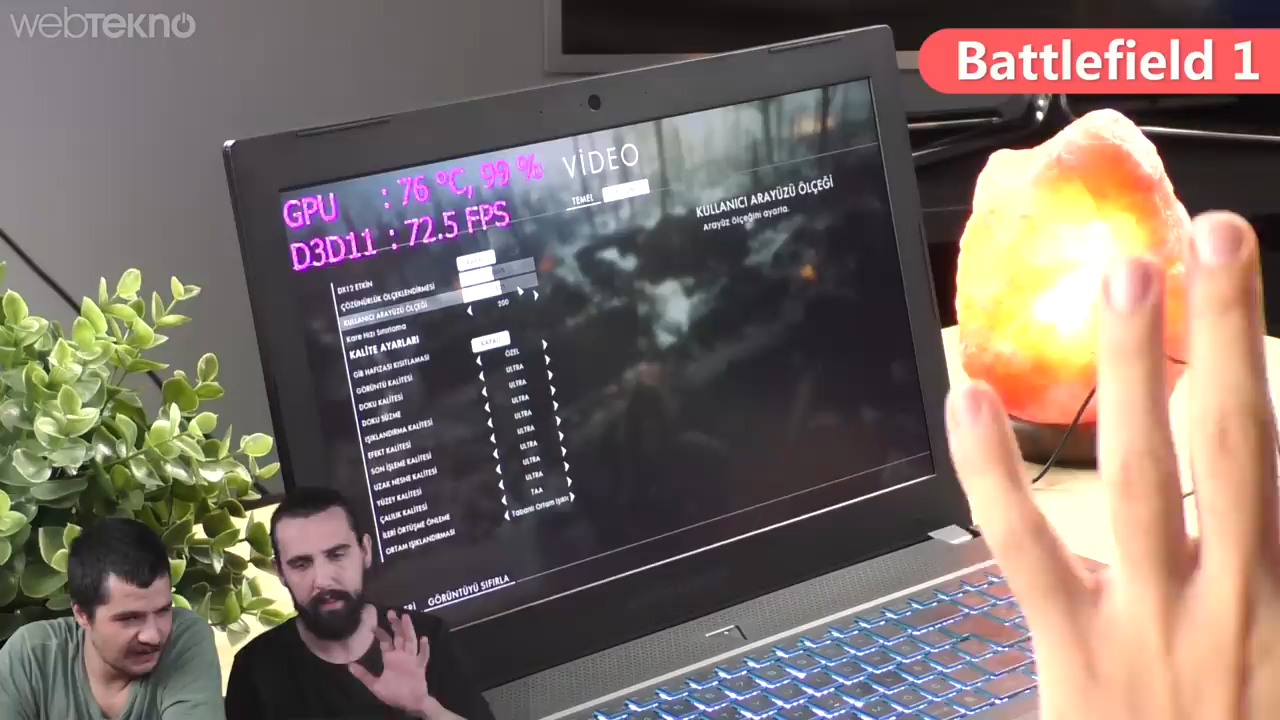 webTEKNO
Battlefield 1
GPU : 76 °C, 99 %
D3D11 : 72.5 FPS
VİDEO
TEMEL
KULLANICI ARAYÜZÜ ÖLÇEĞİ
Arayüz ölçeğini ayarla.
DX12 ETKİN
ÇÖZÜNÜRLÜK ÖLÇEKLENDİRMESİ
KULLANICI ARAYÜZÜ ÖLÇEĞİ
Kare Hızı Sınırlama 200
KALİTE AYARLARI
GİB HAFIZASI KISITLAMASI KAPALI
GÖRÜNTÜ KALİTESİ ÖZEL
DOKU KALİTESİ ULTRA
DOKU SÜZME ULTRA
IŞIKLANDIRMA KALİTESİ ULTRA
EFEKT KALİTESİ ULTRA
SON İŞLEME KALİTESİ ULTRA
UZAK NESNE KALİTESİ ULTRA
YÜZEY KALİTESİ ULTRA
ÇALILIK KALİTESİ ULTRA
İLERİ ÖRTÜŞME ÖNLEME TAA
ORTAM IŞIKLANDIRMASI Tabanlı Ortam Işıklı
GÖRÜNTÜYÜ SIFIRLA